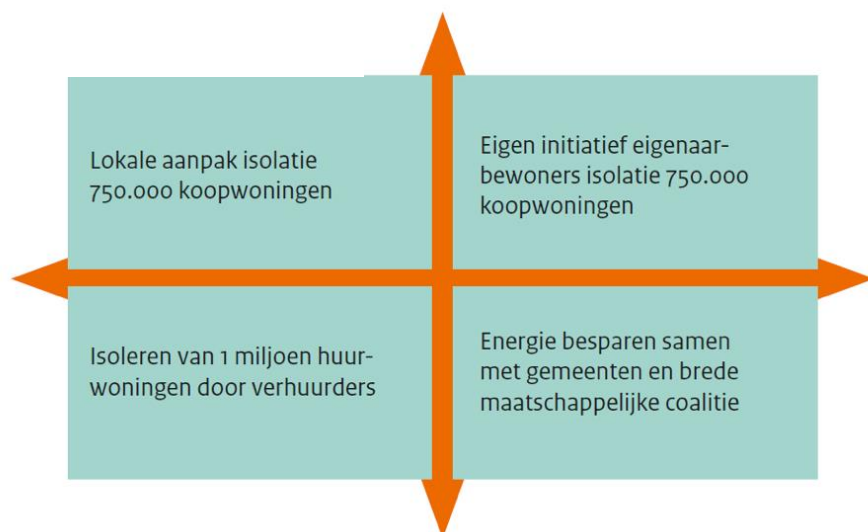 Lokale aanpak isolatie
750.000 koopwoningen
Eigen initiatief eigenaar-
bewoners isolatie 750.000
koopwoningen
Isoleren van 1 miljoen huur-
woningen door verhuurders
Energie besparen samen
met gemeenten en brede
maatschappelijke coalitie